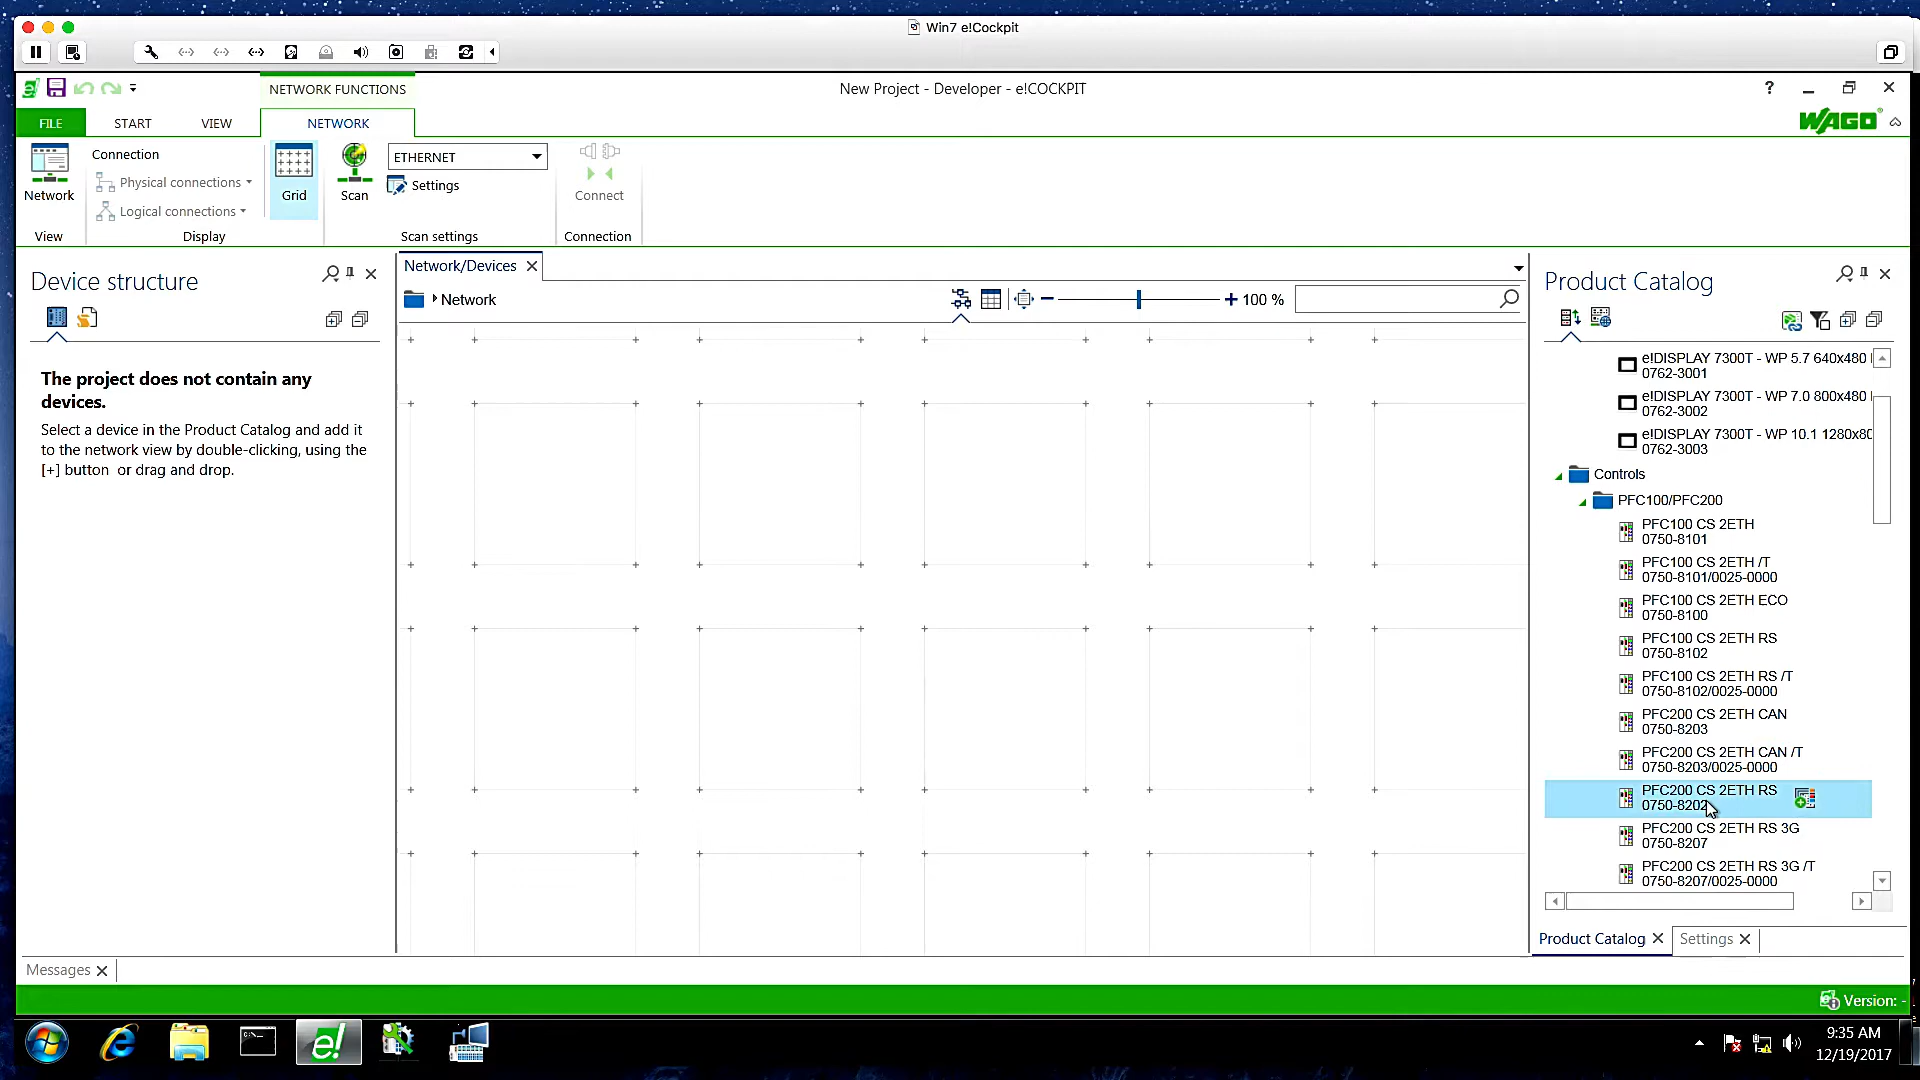 Win7 e!Cockpit
NETWORK FUNCTIONS
New Project - Developer - e!COCKPIT
?
FILE
START
VIEW
NETWORK
WAGO
Network
View
Connection
Physical connections
Logical connections
Display
Grid
Scan
ETHERNET
Settings
Scan settings
Connect
Connection
Device structure
The project does not contain any
devices.
Select a device in the Product Catalog and add it
to the network view by double-clicking, using the
[+] button or drag and drop.
Network/Devices
Network
100 %
Product Catalog
e!DISPLAY 7300T - WP 5.7 640x480
0762-3001
e!DISPLAY 7300T - WP 7.0 800x480
0762-3002
e!DISPLAY 7300T - WP 10.1 1280x80
0762-3003
Controls
PFC100/PFC200
PFC100 CS 2ETH
0750-8101
PFC100 CS 2ETH /T
0750-8101/0025-0000
PFC100 CS 2ETH ECO
0750-8100
PFC100 CS 2ETH RS
0750-8102
PFC100 CS 2ETH RS /T
0750-8102/0025-0000
PFC200 CS 2ETH CAN
0750-8203
PFC200 CS 2ETH CAN /T
0750-8203/0025-0000
PFC200 CS 2ETH RS
0750-8202
PFC200 CS 2ETH RS 3G
0750-8207
PFC200 CS 2ETH RS 3G /T
0750-8207/0025-0000
Product Catalog
Settings
Messages
Version: -
e!
9:35 AM
12/19/2017